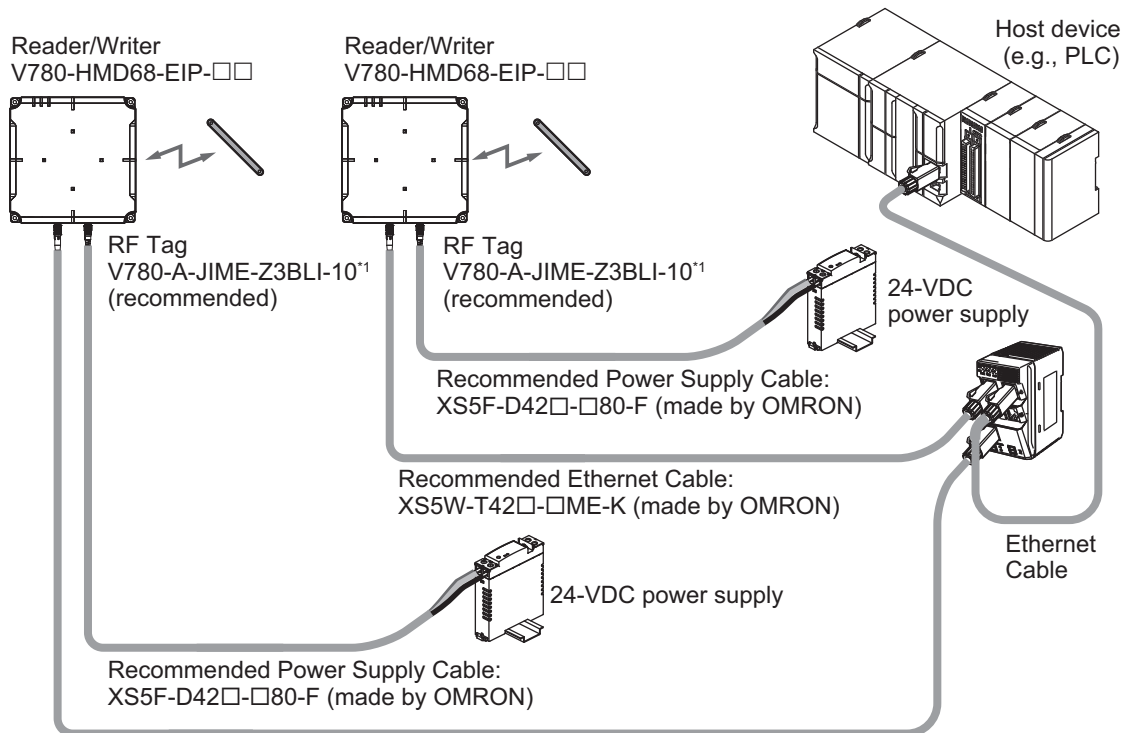 Reader/Writer
V780-HMD68-EIP-□□
Reader/Writer
V780-HMD68-EIP-□□
Host device
(e.g., PLC)
RF Tag
V780-A-JIME-Z3BLI-10*1
(recommended)
RF Tag
V780-A-JIME-Z3BLI-10*1
(recommended)
24-VDC
power supply
Recommended Power Supply Cable:
XS5F-D42□-□80-F (made by OMRON)
Recommended Ethernet Cable:
XS5W-T42□-□ME-K (made by OMRON)
Ethernet
Cable
24-VDC power supply
Recommended Power Supply Cable:
XS5F-D42□-□80-F (made by OMRON)